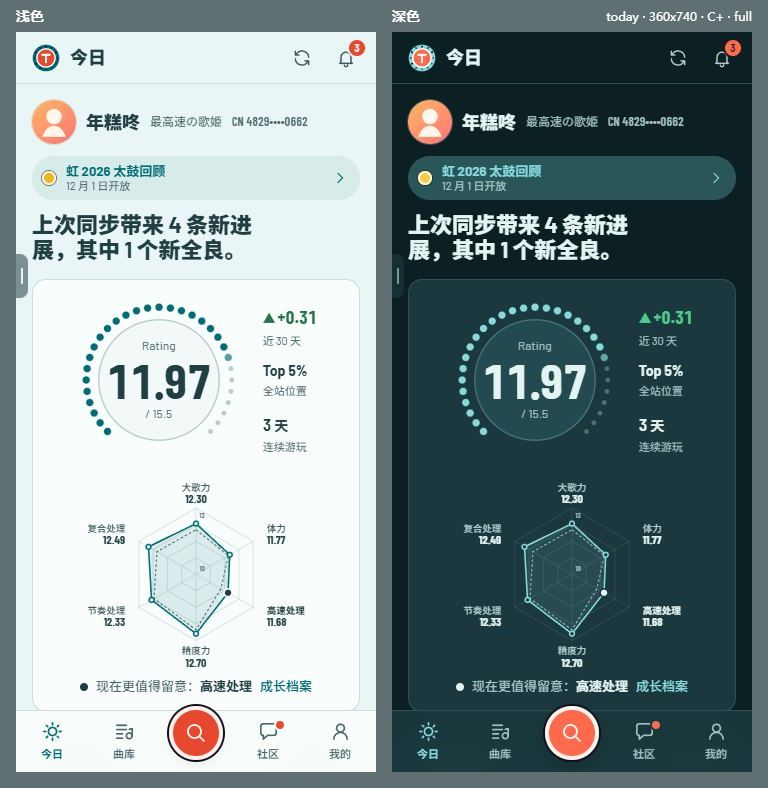 浅色
今日
3
年糕咚 最高速の歌姫 CN 4829••••0662
虹 2026 太鼓回顾
12 月 1 日开放
上次同步带来 4 条新进
展，其中 1 个新全良。
Rating
11.97
/ 15.5
▲+0.31
近 30 天
Top 5%
全站位置
3 天
连续游玩
大歌力
12.30
13
10
复合处理
12.49
体力
11.77
节奏处理
12.33
高速处理
11.68
精度力
12.70
现在更值得留意：高速处理 成长档案
今日
曲库
社区
我的
深色
today · 360x740 · C+ · full
今日
3
年糕咚 最高速の歌姫 CN 4829••••0662
虹 2026 太鼓回顾
12 月 1 日开放
上次同步带来 4 条新进
展，其中 1 个新全良。
Rating
11.97
/ 15.5
▲+0.31
近 30 天
Top 5%
全站位置
3 天
连续游玩
大歌力
12.30
13
10
复合处理
12.49
体力
11.77
节奏处理
12.33
高速处理
11.68
精度力
12.70
现在更值得留意：高速处理 成长档案
今日
曲库
社区
我的